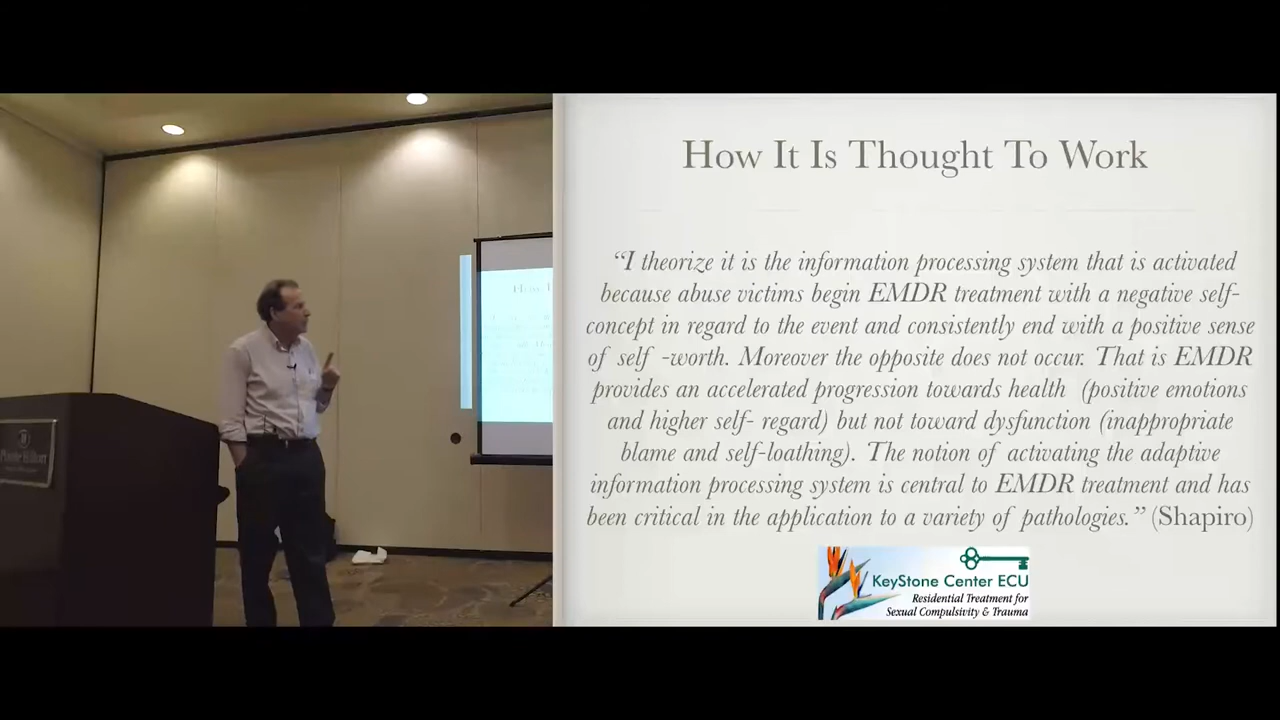 How It Is Thought To Work
“I theorize it is the information processing system that is activated
because abuse victims begin EMDR treatment with a negative self-
concept in regard to the event and consistently end with a positive sense
of self -worth. Moreover the opposite does not occur. That is EMDR
provides an accelerated progression towards health (positive emotions
and higher self- regard) but not toward dysfunction (inappropriate
blame and self-loathing). The notion of activating the adaptive
information processing system is central to EMDR treatment and has
been critical in the application to a variety of pathologies.” (Shapiro)
KeyStone Center ECU
Residential Treatment for
Sexual Compulsivity & Trauma